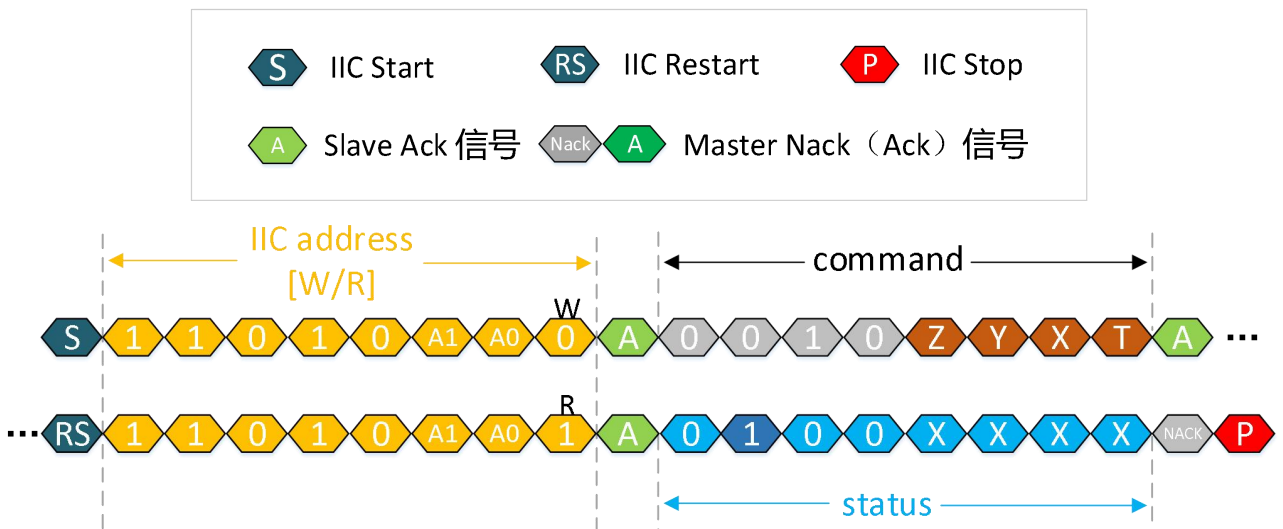 S IIC Start RS IIC Restart P IIC Stop
A Slave Ack 信号 Nack A Master Nack（Ack）信号
IIC address
[W/R]
command
W
S 1 1 0 1 0 A1 A0 0 A 0 0 1 0 Z Y X T A ...
R
... RS 1 1 0 1 0 A1 A0 1 A 0 1 0 0 X X X X NACK P
status